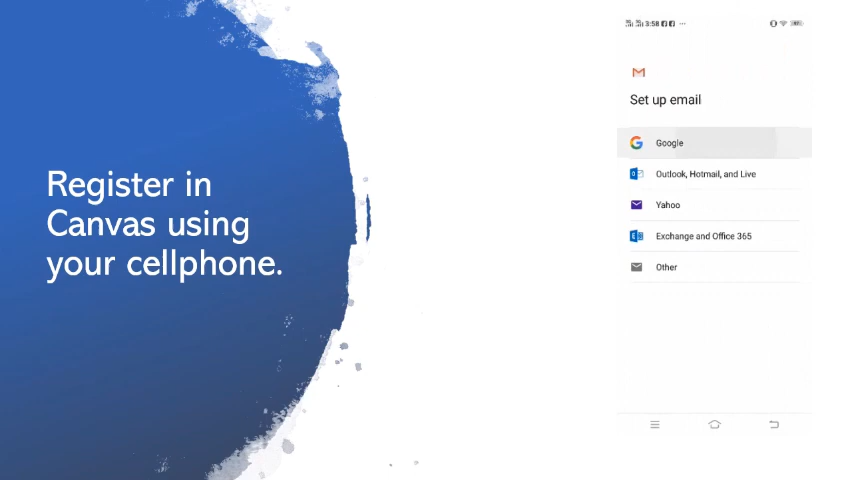 Register in
Canvas using
your cellphone.
3:58
Set up email
Google
Outlook, Hotmail, and Live
Yahoo
Exchange and Office 365
Other